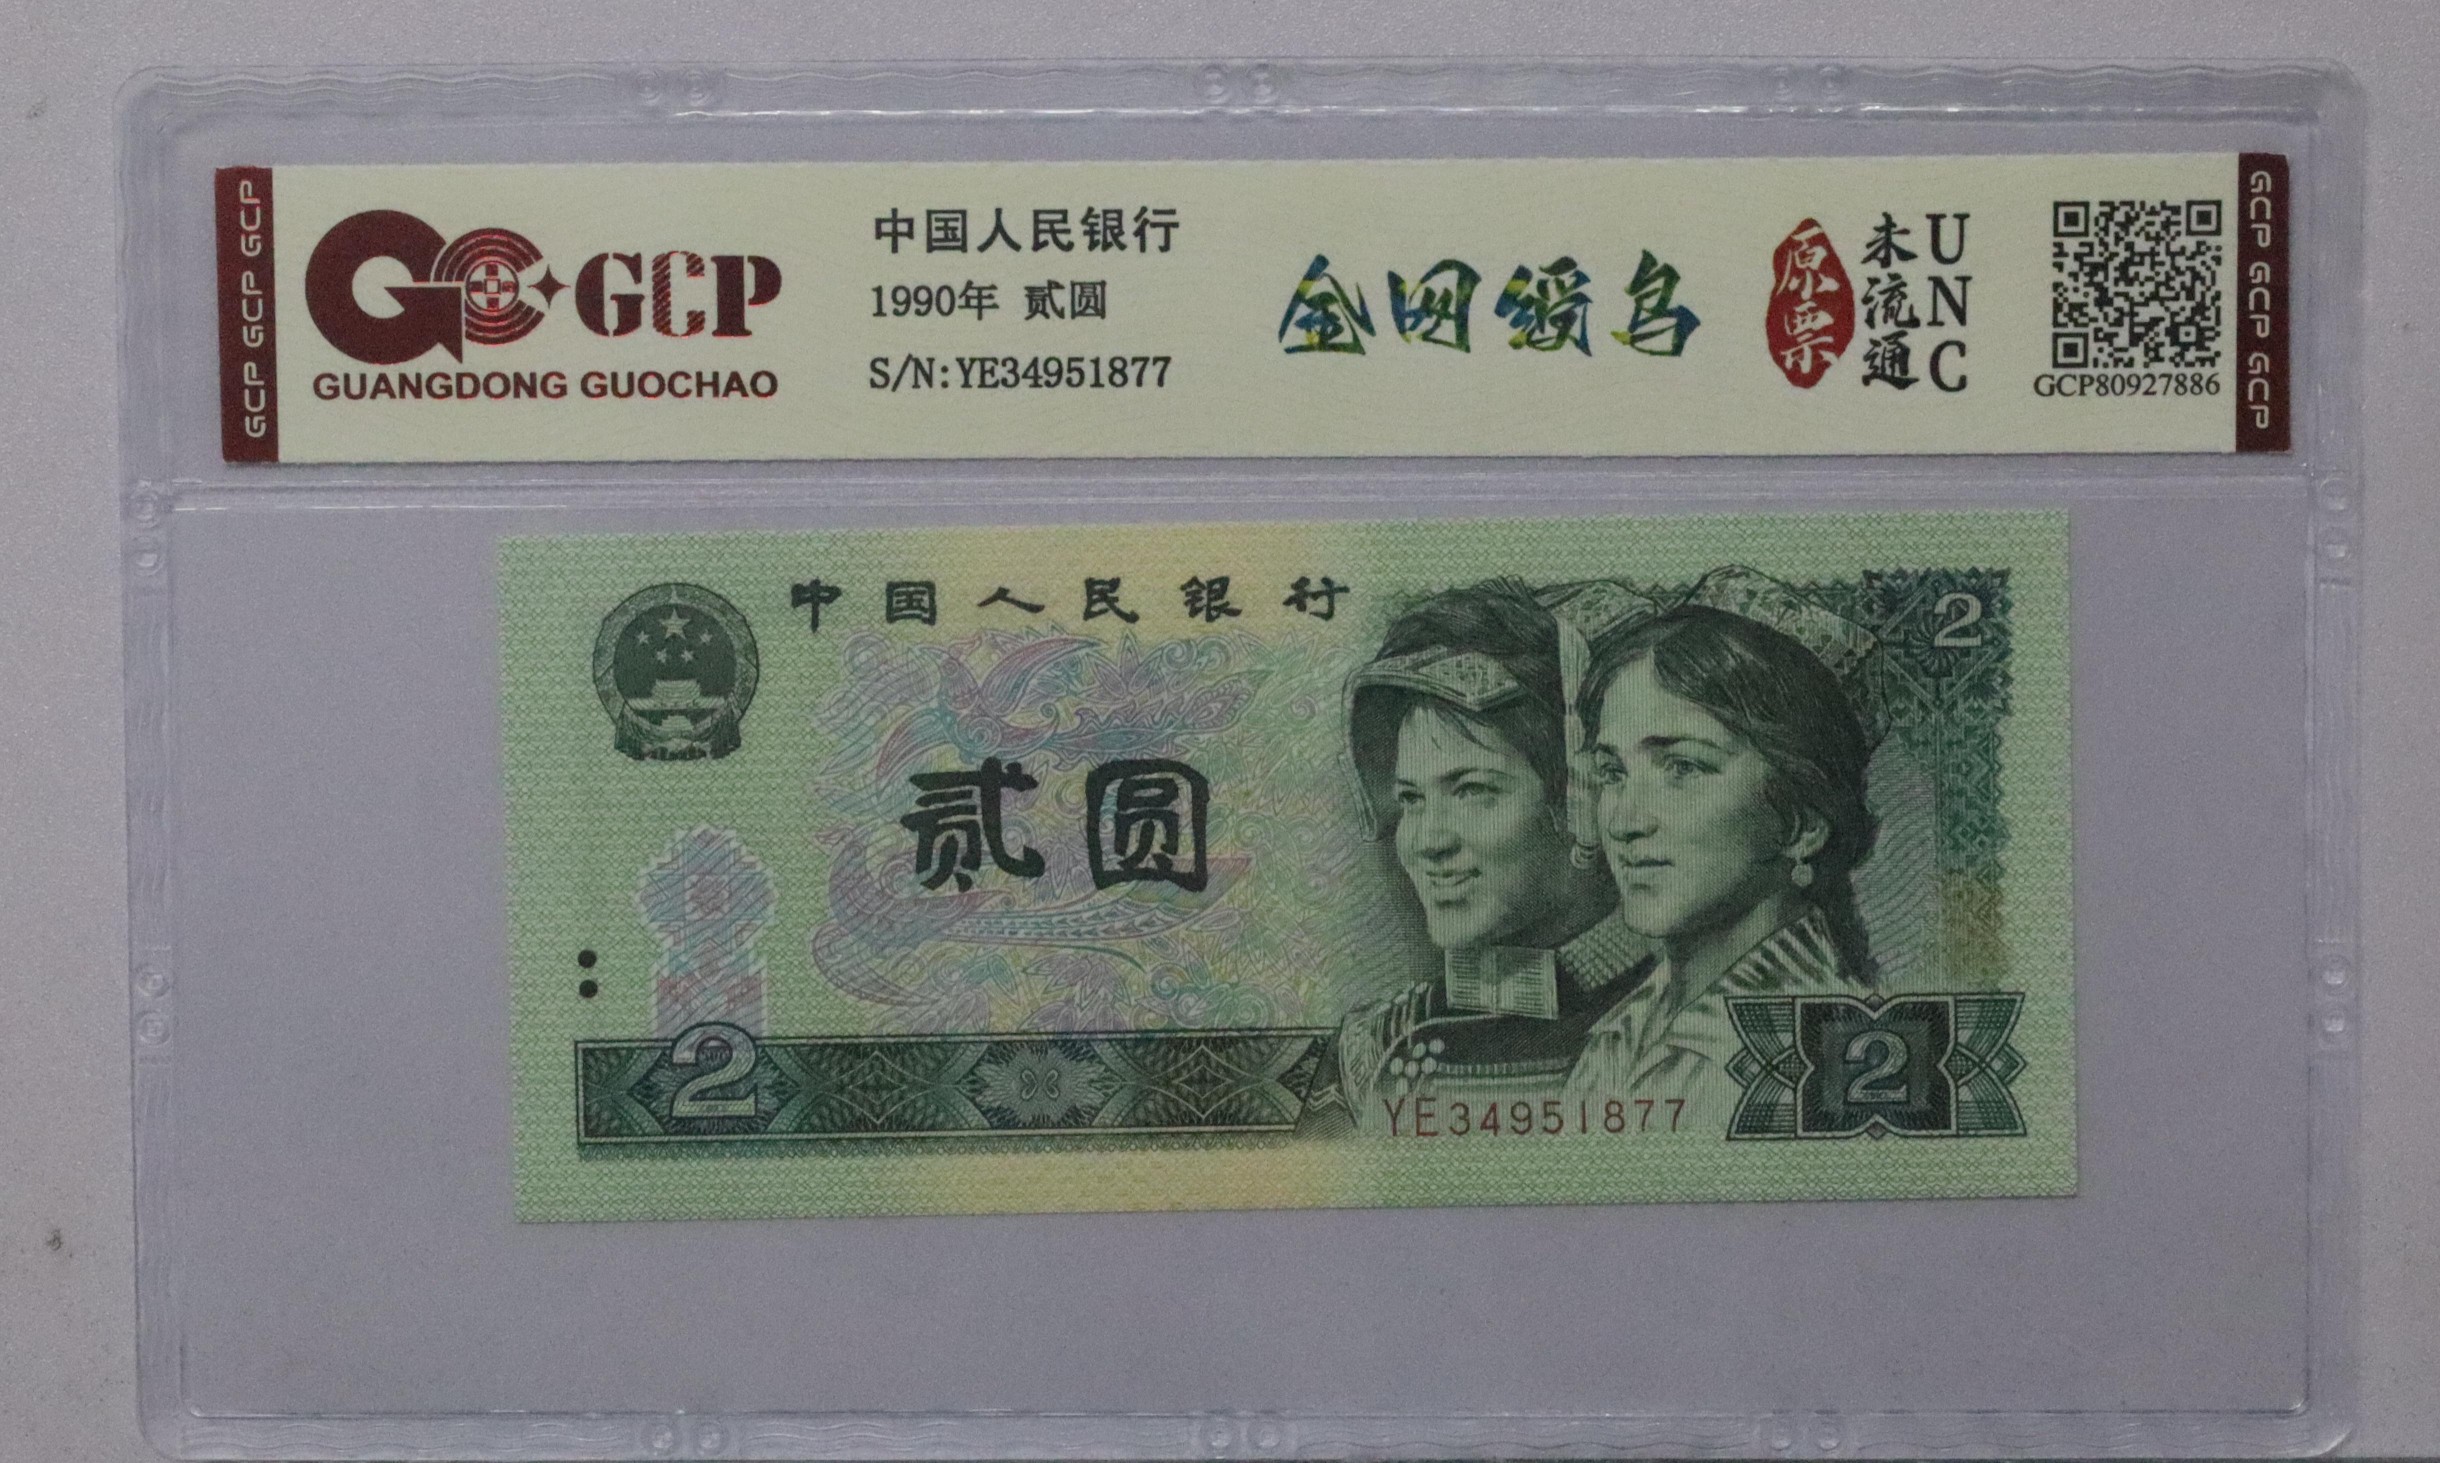 GCP GCP GCP
GCP
GUANGDONG GUOCHAO
中国人民银行
1990年 贰圆
S/N:YE34951877
金网绶鸟
原票
未流通
UNC
GCP80927886
GCP GCP GCP
中国人民银行
2
贰圆
2
YE34951877
2